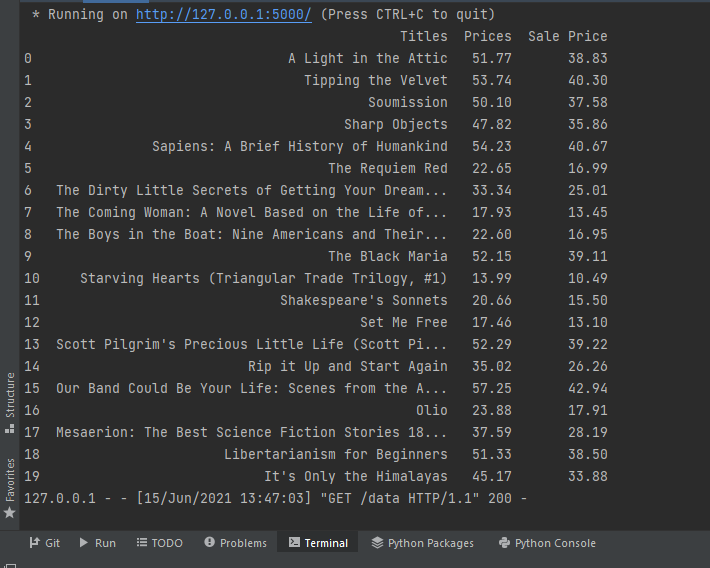 * Running on http://127.0.0.1:5000/ (Press CTRL+C to quit)
Titles Prices Sale Price
0 A Light in the Attic 51.77 38.83
1 Tipping the Velvet 53.74 40.30
2 Soumission 50.10 37.58
3 Sharp Objects 47.82 35.86
4 Sapiens: A Brief History of Humankind 54.23 40.67
5 The Requiem Red 22.65 16.99
6 The Dirty Little Secrets of Getting Your Dream... 33.34 25.01
7 The Coming Woman: A Novel Based on the Life of... 17.93 13.45
8 The Boys in the Boat: Nine Americans and Their... 22.60 16.95
9 The Black Maria 52.15 39.11
10 Starving Hearts (Triangular Trade Trilogy, #1) 13.99 10.49
11 Shakespeare's Sonnets 20.66 15.50
12 Set Me Free 17.46 13.10
13 Scott Pilgrim's Precious Little Life (Scott Pi... 52.29 39.22
14 Rip it Up and Start Again 35.02 26.26
15 Our Band Could Be Your Life: Scenes from the A... 57.25 42.94
16 Olio 23.88 17.91
17 Mesaerion: The Best Science Fiction Stories 18... 37.59 28.19
18 Libertarianism for Beginners 51.33 38.50
19 It's Only the Himalayas 45.17 33.88
127.0.0.1 - - [15/Jun/2021 13:47:03] "GET /data HTTP/1.1" 200 -
Structure
Favorites
Git Run TODO Problems Terminal Python Packages Python Console